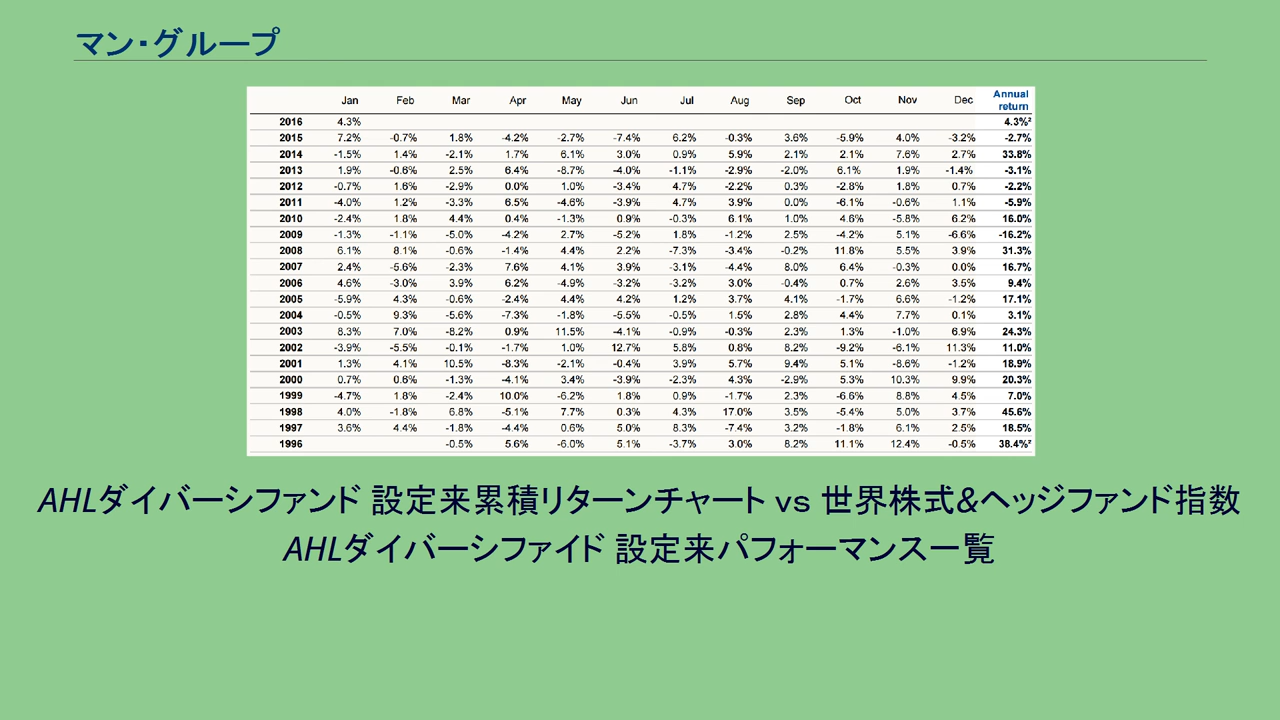 マン・グループ
Jan Feb Mar Apr May Jun Jul Aug Sep Oct Nov Dec Annual return
2016 4.3% 4.3%²
2015 7.2% -0.7% 1.8% -4.2% -2.7% -7.4% 6.2% -0.3% 3.6% -5.9% 4.0% -3.2% -2.7%
2014 -1.5% 1.4% -2.1% 1.7% 6.1% 3.0% 0.9% 5.9% 2.1% 2.1% 7.6% 2.7% 33.8%
2013 1.9% -0.6% 2.5% 6.4% -8.7% -4.0% -1.1% -2.9% -2.0% 6.1% 1.9% -1.4% -3.1%
2012 -0.7% 1.6% -2.9% 0.0% 1.0% -3.4% 4.7% -2.2% 0.3% -2.8% 1.8% 0.7% -2.2%
2011 -4.0% 1.2% -3.3% 6.5% -4.6% -3.9% 4.7% 3.9% 0.0% -6.1% -0.6% 1.1% -5.9%
2010 -2.4% 1.8% 4.4% 0.4% -1.3% 0.9% -0.3% 6.1% 1.0% 4.6% -5.8% 6.2% 16.0%
2009 -1.3% -1.1% -5.0% -4.2% 2.7% -5.2% 1.8% -1.2% 2.5% -4.2% 5.1% -6.6% -16.2%
2008 6.1% 8.1% -0.6% -1.4% 4.4% 2.2% -7.3% -3.4% -0.2% 11.8% 5.5% 3.9% 31.3%
2007 2.4% -5.6% -2.3% 7.6% 4.1% 3.9% -3.1% -4.4% 8.0% 6.4% -0.3% 0.0% 16.7%
2006 4.6% -3.0% 3.9% 6.2% -4.9% -3.2% -3.2% 3.0% -0.4% 0.7% 2.6% 3.5% 9.4%
2005 -5.9% 4.3% -0.6% -2.4% 4.4% 4.2% 1.2% 3.7% 4.1% -1.7% 6.6% -1.2% 17.1%
2004 -0.5% 9.3% -5.6% -7.3% -1.8% -5.5% -0.5% 1.5% 2.8% 4.4% 7.7% 0.1% 3.1%
2003 8.3% 7.0% -8.2% 0.9% 11.5% -4.1% -0.9% -0.3% 2.3% 1.3% -1.0% 6.9% 24.3%
2002 -3.9% -5.5% -0.1% -1.7% 1.0% 12.7% 5.8% 0.8% 8.2% -9.2% -6.1% 11.3% 11.0%
2001 1.3% 4.1% 10.5% -8.3% -2.1% -0.4% 3.9% 5.7% 9.4% 5.1% -8.6% -1.2% 18.9%
2000 0.7% 0.6% -1.3% -4.1% 3.4% -3.9% -2.3% 4.3% -2.9% 5.3% 10.3% 9.9% 20.3%
1999 -4.7% 1.8% -2.4% 10.0% -6.2% 1.8% 0.9% -1.7% 2.3% -6.6% 8.8% 4.5% 7.0%
1998 4.0% -1.8% 6.8% -5.1% 7.7% 0.3% 4.3% 17.0% 3.5% -5.4% 5.0% 3.7% 45.6%
1997 3.6% 4.4% -1.8% -4.4% 0.6% 5.0% 8.3% -7.4% 3.2% -1.8% 6.1% 2.5% 18.5%
1996 -0.5% 5.6% -6.0% 5.1% -3.7% 3.0% 8.2% 11.1% 12.4% -0.5% 38.4%²
AHLダイバーシファンド 設定来累積リターンチャート vs 世界株式&ヘッジファンド指数
AHLダイバーシファイド 設定来パフォーマンス一覧